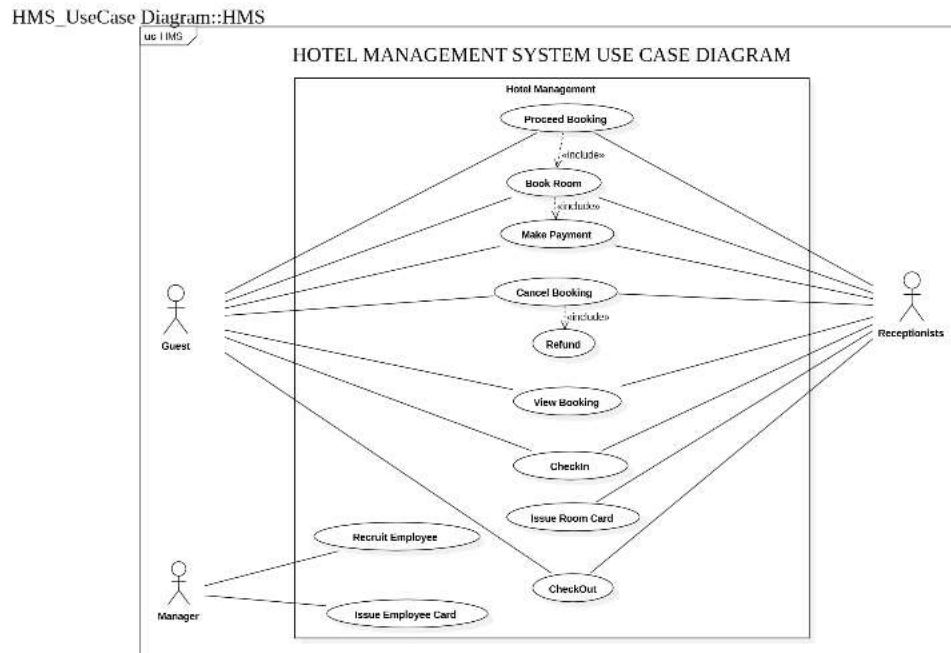 HMS_UseCase Diagram::HMS
uc HMS
HOTEL MANAGEMENT SYSTEM USE CASE DIAGRAM
Hotel Management
Proceed Booking
«include»
Book Room
«include»
Make Payment
Cancel Booking
«include»
Refund
Guest
Receptionists
View Booking
CheckIn
Issue Room Card
Recruit Employee
CheckOut
Issue Employee Card
Manager